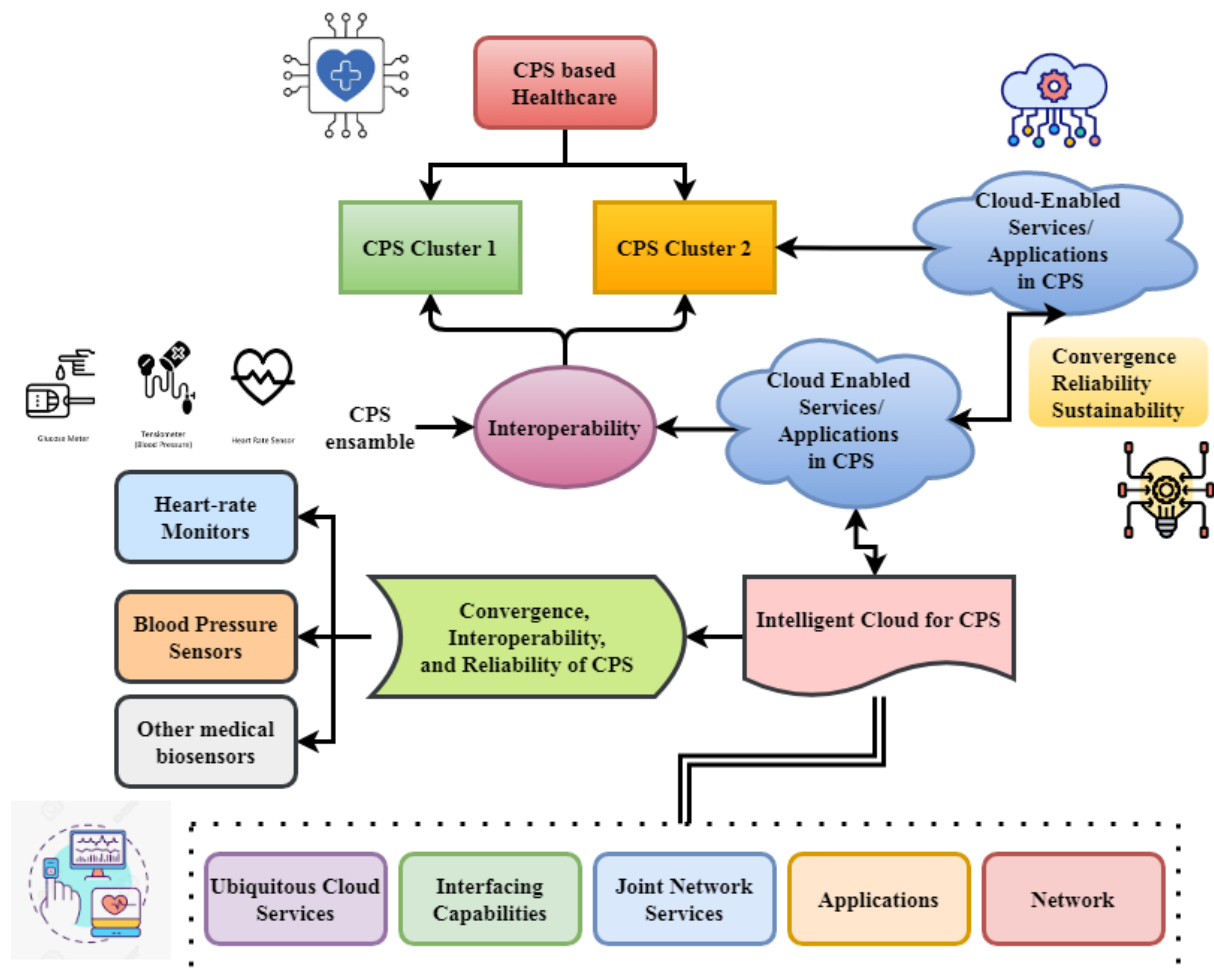 CPS based
Healthcare
CPS Cluster 1
CPS Cluster 2
Cloud-Enabled
Services/
Applications
in CPS
Convergence
Reliability
Sustainability
Cloud Enabled
Services/
Applications
in CPS
Glucose Meter
Tensiometer
(Blood Pressure)
Heart Rate Sensor
CPS
ensamble
Interoperability
Heart-rate
Monitors
Blood Pressure
Sensors
Other medical
biosensors
Convergence,
Interoperability,
and Reliability of CPS
Intelligent Cloud for CPS
Ubiquitous Cloud
Services
Interfacing
Capabilities
Joint Network
Services
Applications
Network